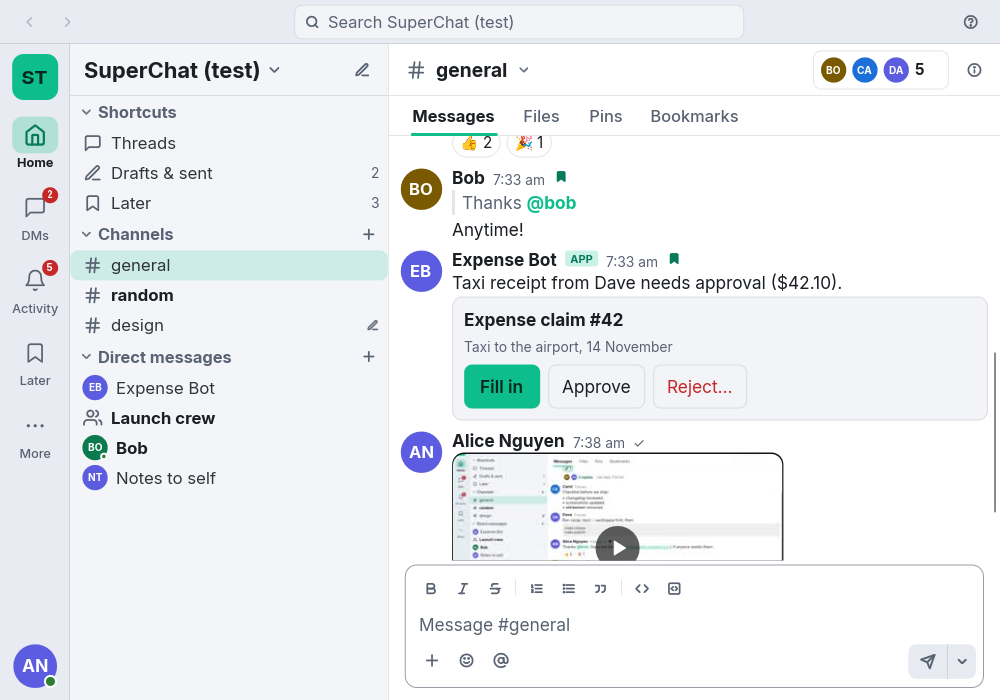 Search SuperChat (test)
ST
Home
2
DMs
5
Activity
Later
More
AN
SuperChat (test)
Shortcuts
Threads
Drafts & sent 2
Later 3
Channels
general
random
design
Direct messages
EB Expense Bot
Launch crew
BO Bob
NT Notes to self
general
BO CA DA 5
Messages Files Pins Bookmarks
👍 2 🎉 1
BO Bob 7:33 am
Thanks @bob
Anytime!
EB Expense Bot APP 7:33 am
Taxi receipt from Dave needs approval ($42.10).
Expense claim #42
Taxi to the airport, 14 November
Fill in Approve Reject...
AN Alice Nguyen 7:38 am
Message #general